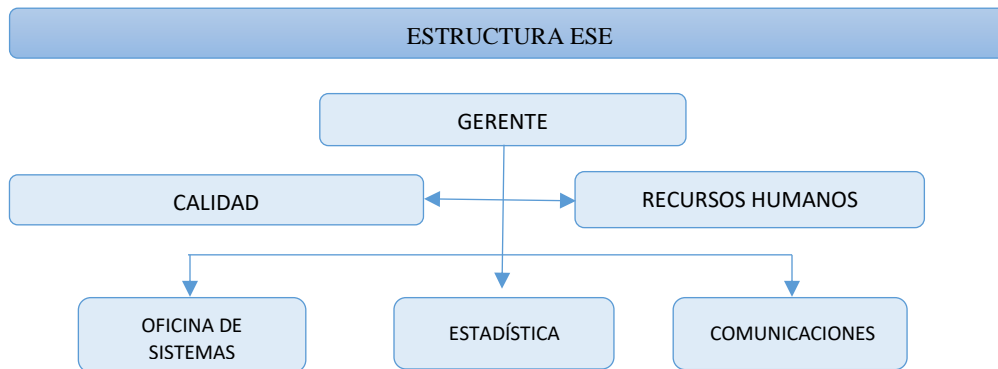 ESTRUCTURA ESE
GERENTE
CALIDAD
RECURSOS HUMANOS
OFICINA DE
SISTEMAS
ESTADÍSTICA
COMUNICACIONES